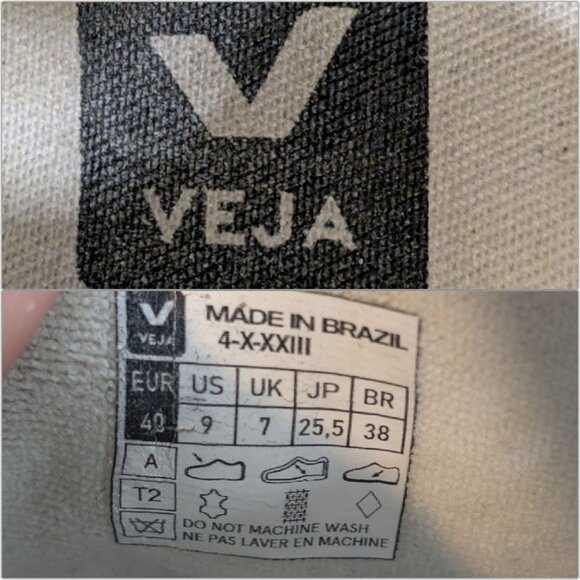 VEJA
VEJA
MADE IN BRAZIL
4-X-XXIII
EUR US UK JP BR
40 9 7 25,5 38
A
T2
DO NOT MACHINE WASH
NE PAS LAVER EN MACHINE